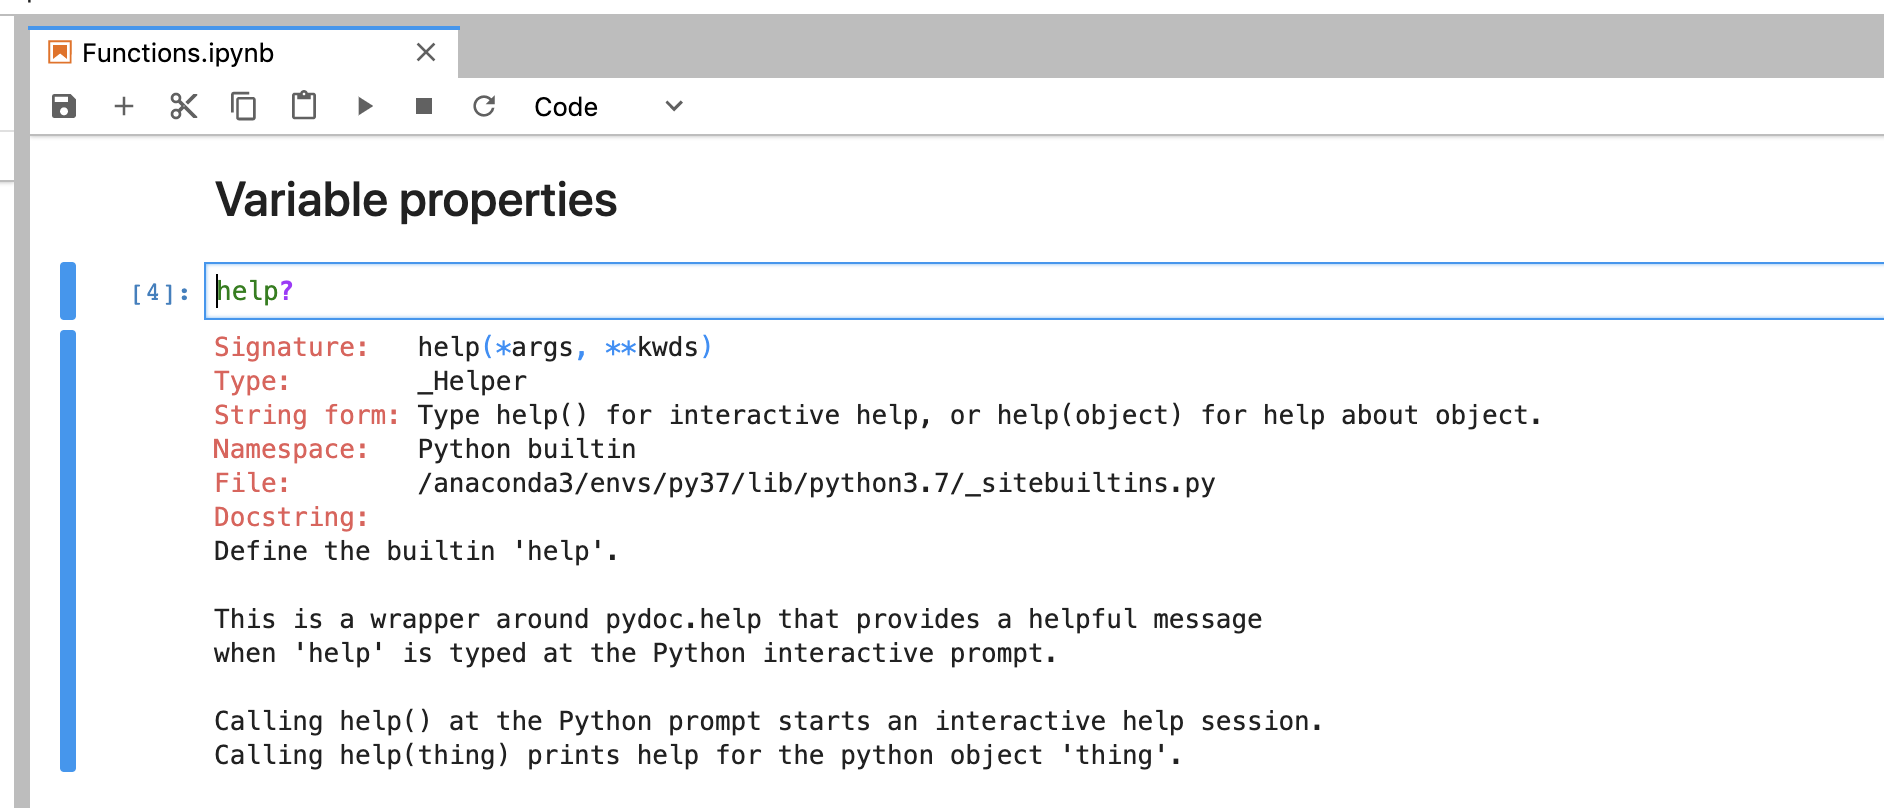 Functions.ipynb
Code
Variable properties
[4]: help?
Signature: help(*args, **kwds)
Type: _Helper
String form: Type help() for interactive help, or help(object) for help about object.
Namespace: Python builtin
File: /anaconda3/envs/py37/lib/python3.7/_sitebuiltins.py
Docstring:
Define the builtin 'help'.
This is a wrapper around pydoc.help that provides a helpful message
when 'help' is typed at the Python interactive prompt.
Calling help() at the Python prompt starts an interactive help session.
Calling help(thing) prints help for the python object 'thing'.